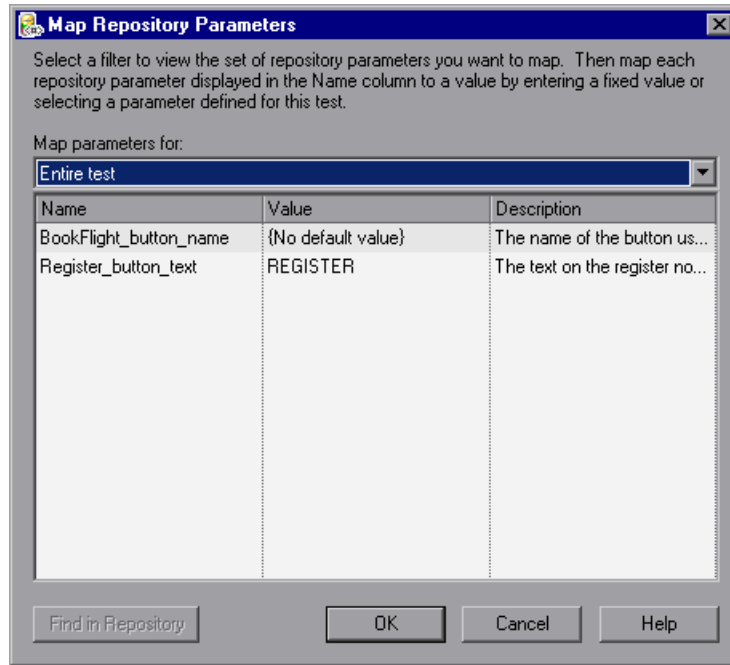 Map Repository Parameters
Select a filter to view the set of repository parameters you want to map. Then map each
repository parameter displayed in the Name column to a value by entering a fixed value or
selecting a parameter defined for this test.
Map parameters for:
Entire test
Name Value Description
BookFlight_button_name {No default value} The name of the button us...
Register_button_text REGISTER The text on the register no...
Find in Repository OK Cancel Help